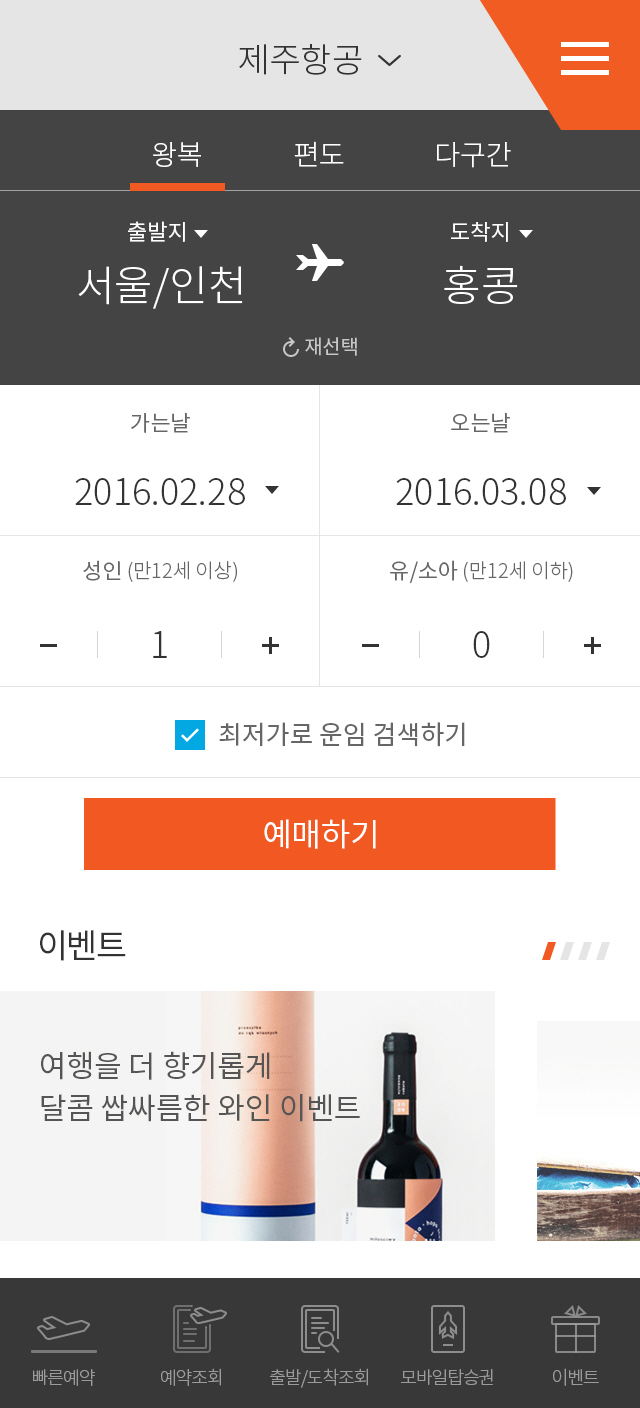 제주항공
왕복 편도 다구간
출발지 도착지
서울/인천 홍콩
재선택
가는날 오는날
2016.02.28 2016.03.08
성인 (만12세 이상) 유/소아 (만12세 이하)
1 0
최저가로 운임 검색하기
예매하기
이벤트
여행을 더 향기롭게
달콤 쌉싸름한 와인 이벤트
빠른예약 예약조회 출발/도착조회 모바일탑승권 이벤트